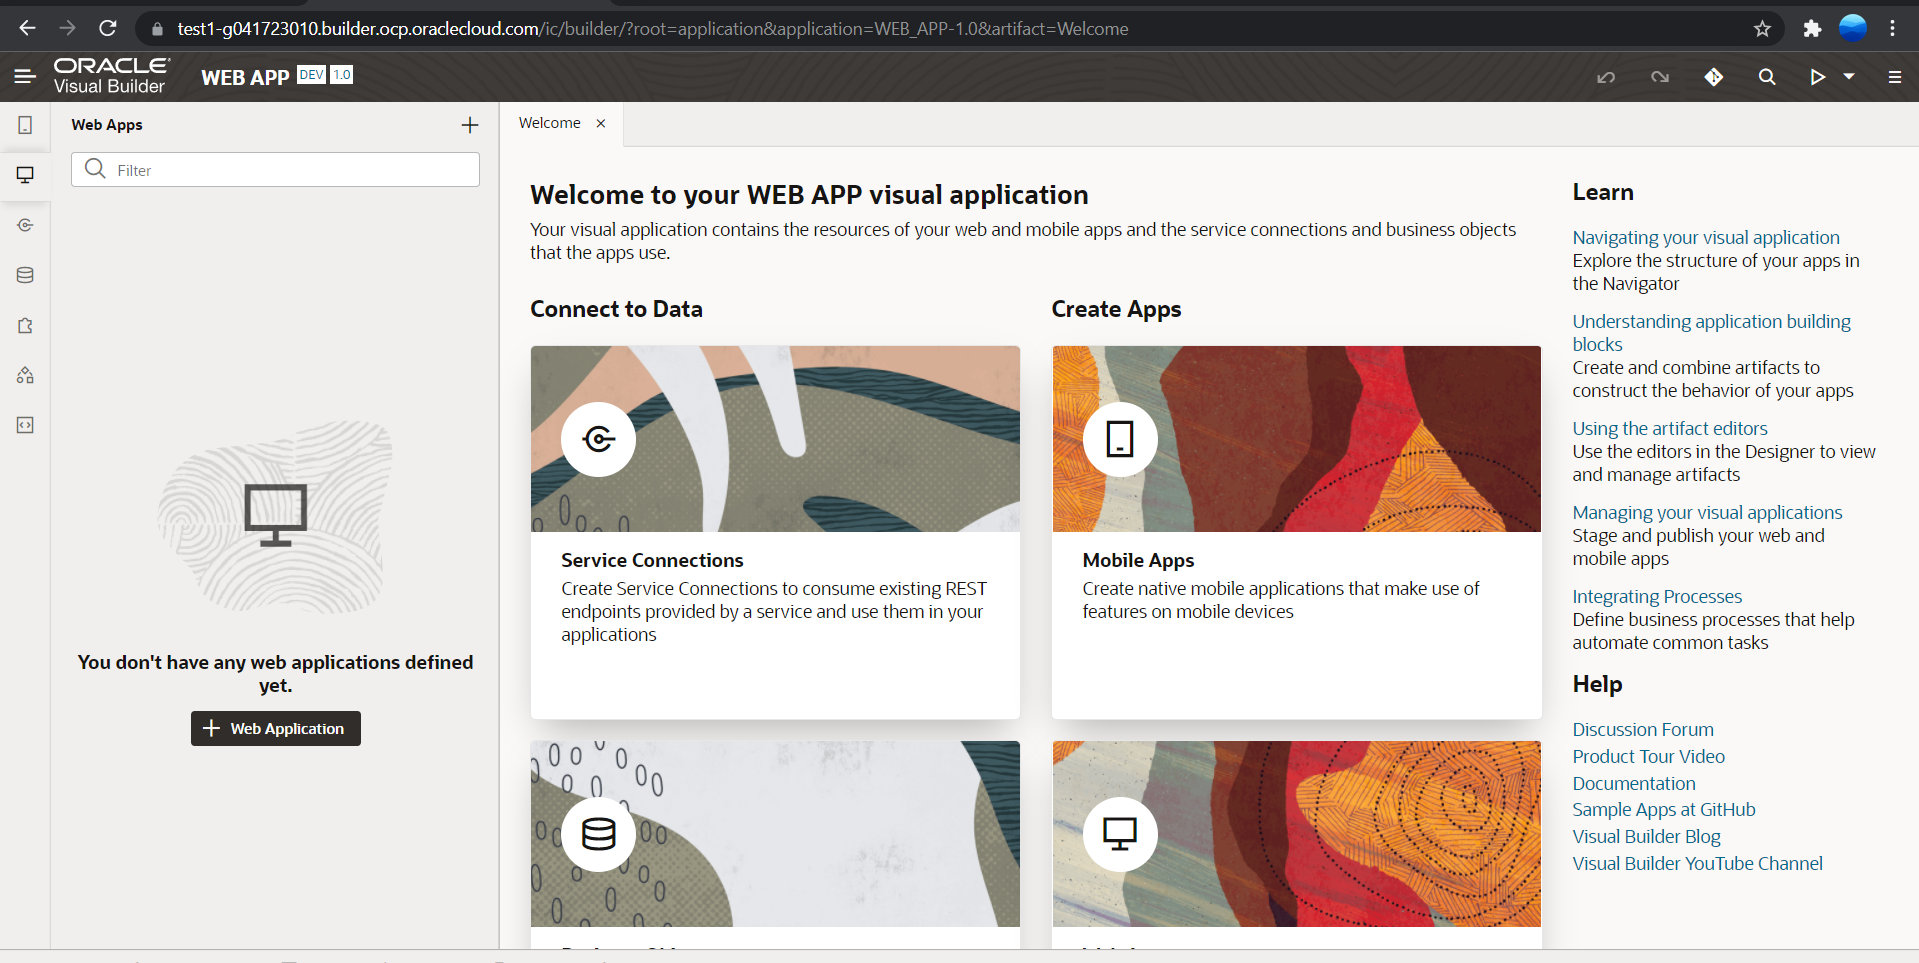 test1-g041723010.builder.ocp.oraclecloud.com/ic/builder/?root=application&application=WEB_APP-1.0&artifact=Welcome
ORACLE
Visual Builder
WEB APP DEV 1.0
Web Apps
Filter
You don't have any web applications defined
yet.
Web Application
Welcome
Welcome to your WEB APP visual application
Your visual application contains the resources of your web and mobile apps and the service connections and business objects
that the apps use.
Connect to Data
Service Connections
Create Service Connections to consume existing REST
endpoints provided by a service and use them in your
applications
Create Apps
Mobile Apps
Create native mobile applications that make use of
features on mobile devices
Learn
Navigating your visual application
Explore the structure of your apps in
the Navigator
Understanding application building
blocks
Create and combine artifacts to
construct the behavior of your apps
Using the artifact editors
Use the editors in the Designer to view
and manage artifacts
Managing your visual applications
Stage and publish your web and
mobile apps
Integrating Processes
Define business processes that help
automate common tasks
Help
Discussion Forum
Product Tour Video
Documentation
Sample Apps at GitHub
Visual Builder Blog
Visual Builder YouTube Channel